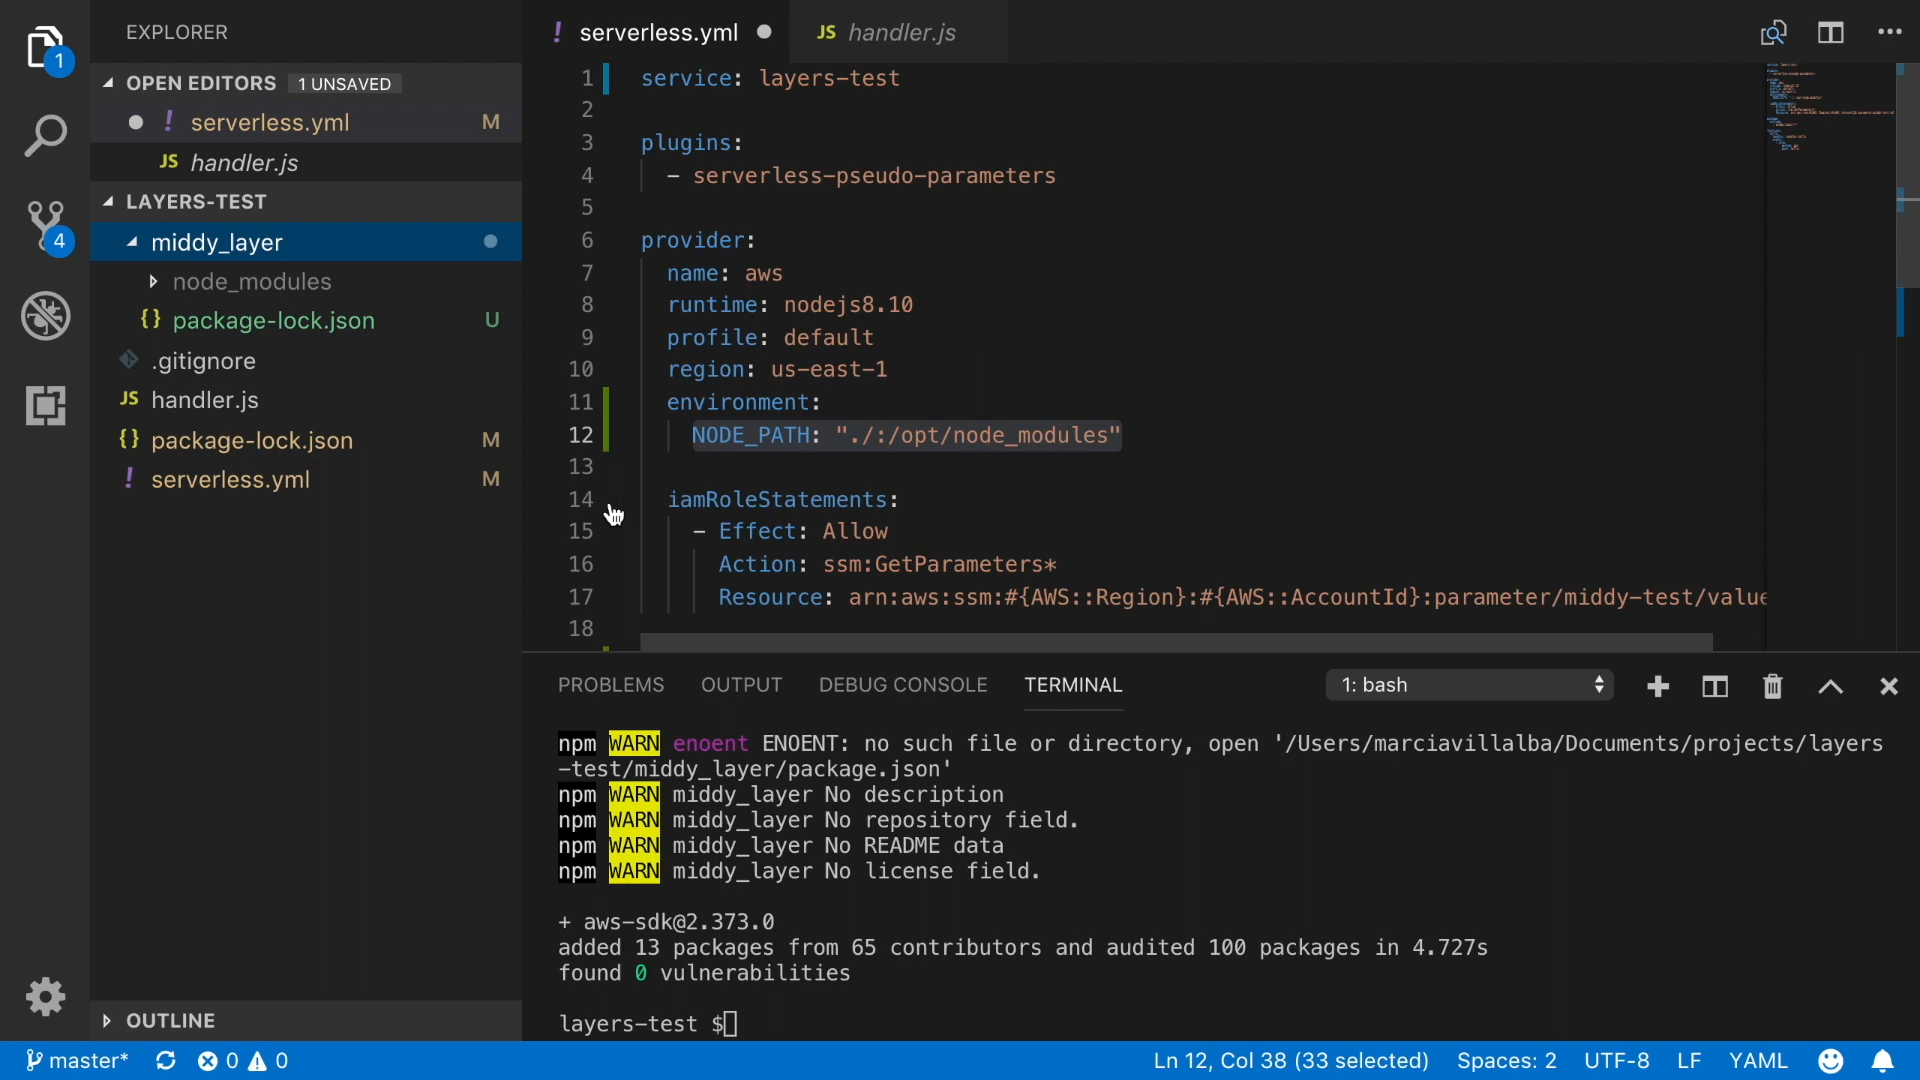 EXPLORER
OPEN EDITORS 1 UNSAVED
! serverless.yml M
JS handler.js
LAYERS-TEST
middy_layer
node_modules
{} package-lock.json U
.gitignore
JS handler.js
{} package-lock.json M
! serverless.yml M
OUTLINE
1
4
! serverless.yml
JS handler.js
1 service: layers-test
2
3 plugins:
4 - serverless-pseudo-parameters
5
6 provider:
7 name: aws
8 runtime: nodejs8.10
9 profile: default
10 region: us-east-1
11 environment:
12 NODE_PATH: "./:/opt/node_modules"
13
14 iamRoleStatements:
15 - Effect: Allow
16 Action: ssm:GetParameters*
17 Resource: arn:aws:ssm:#{AWS::Region}:#{AWS::AccountId}:parameter/middy-test/value
18
PROBLEMS OUTPUT DEBUG CONSOLE TERMINAL 1: bash
npm WARN enoent ENOENT: no such file or directory, open '/Users/marciavillalba/Documents/projects/layers
-test/middy_layer/package.json'
npm WARN middy_layer No description
npm WARN middy_layer No repository field.
npm WARN middy_layer No README data
npm WARN middy_layer No license field.
+ aws-sdk@2.373.0
added 13 packages from 65 contributors and audited 100 packages in 4.727s
found 0 vulnerabilities
layers-test $
master* 0 0 Ln 12, Col 38 (33 selected) Spaces: 2 UTF-8 LF YAML